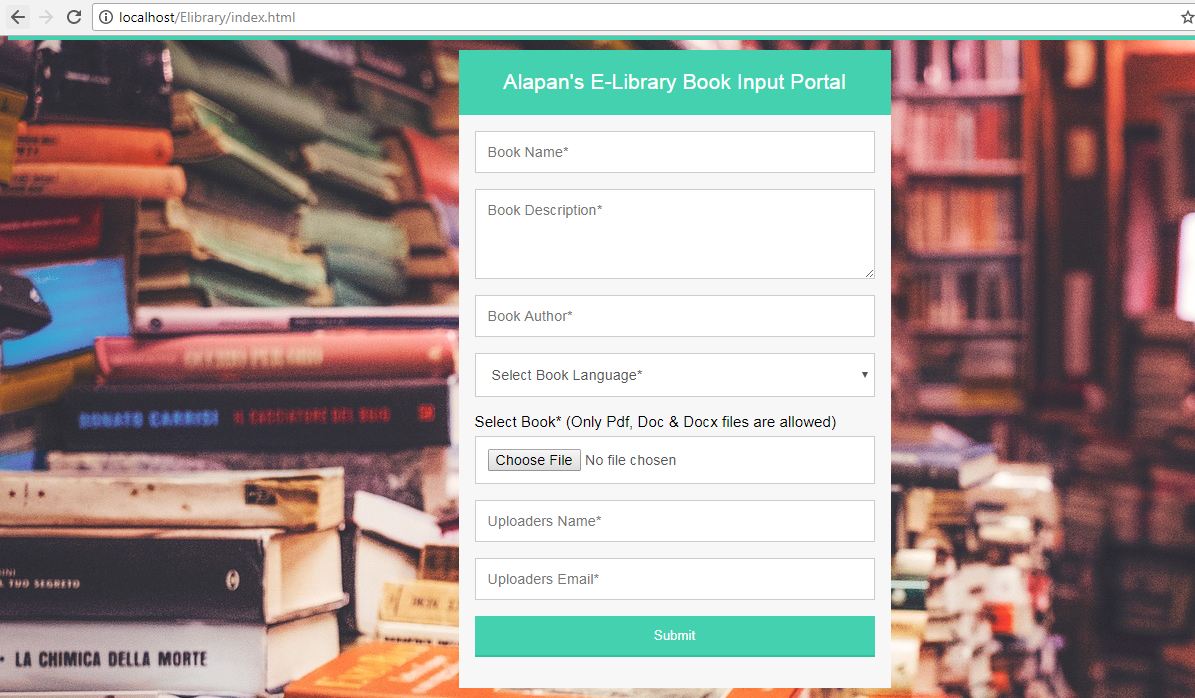 localhost/Elibrary/index.html
Alapan's E-Library Book Input Portal
Book Name*
Book Description*
Book Author*
Select Book Language*
Select Book* (Only Pdf, Doc & Docx files are allowed)
Choose File No file chosen
Uploaders Name*
Uploaders Email*
Submit
DONATO CARRISI IL CACCIATORE DEL BUIO
TUO SEGRETO
LA CHIMICA DELLA MORTE